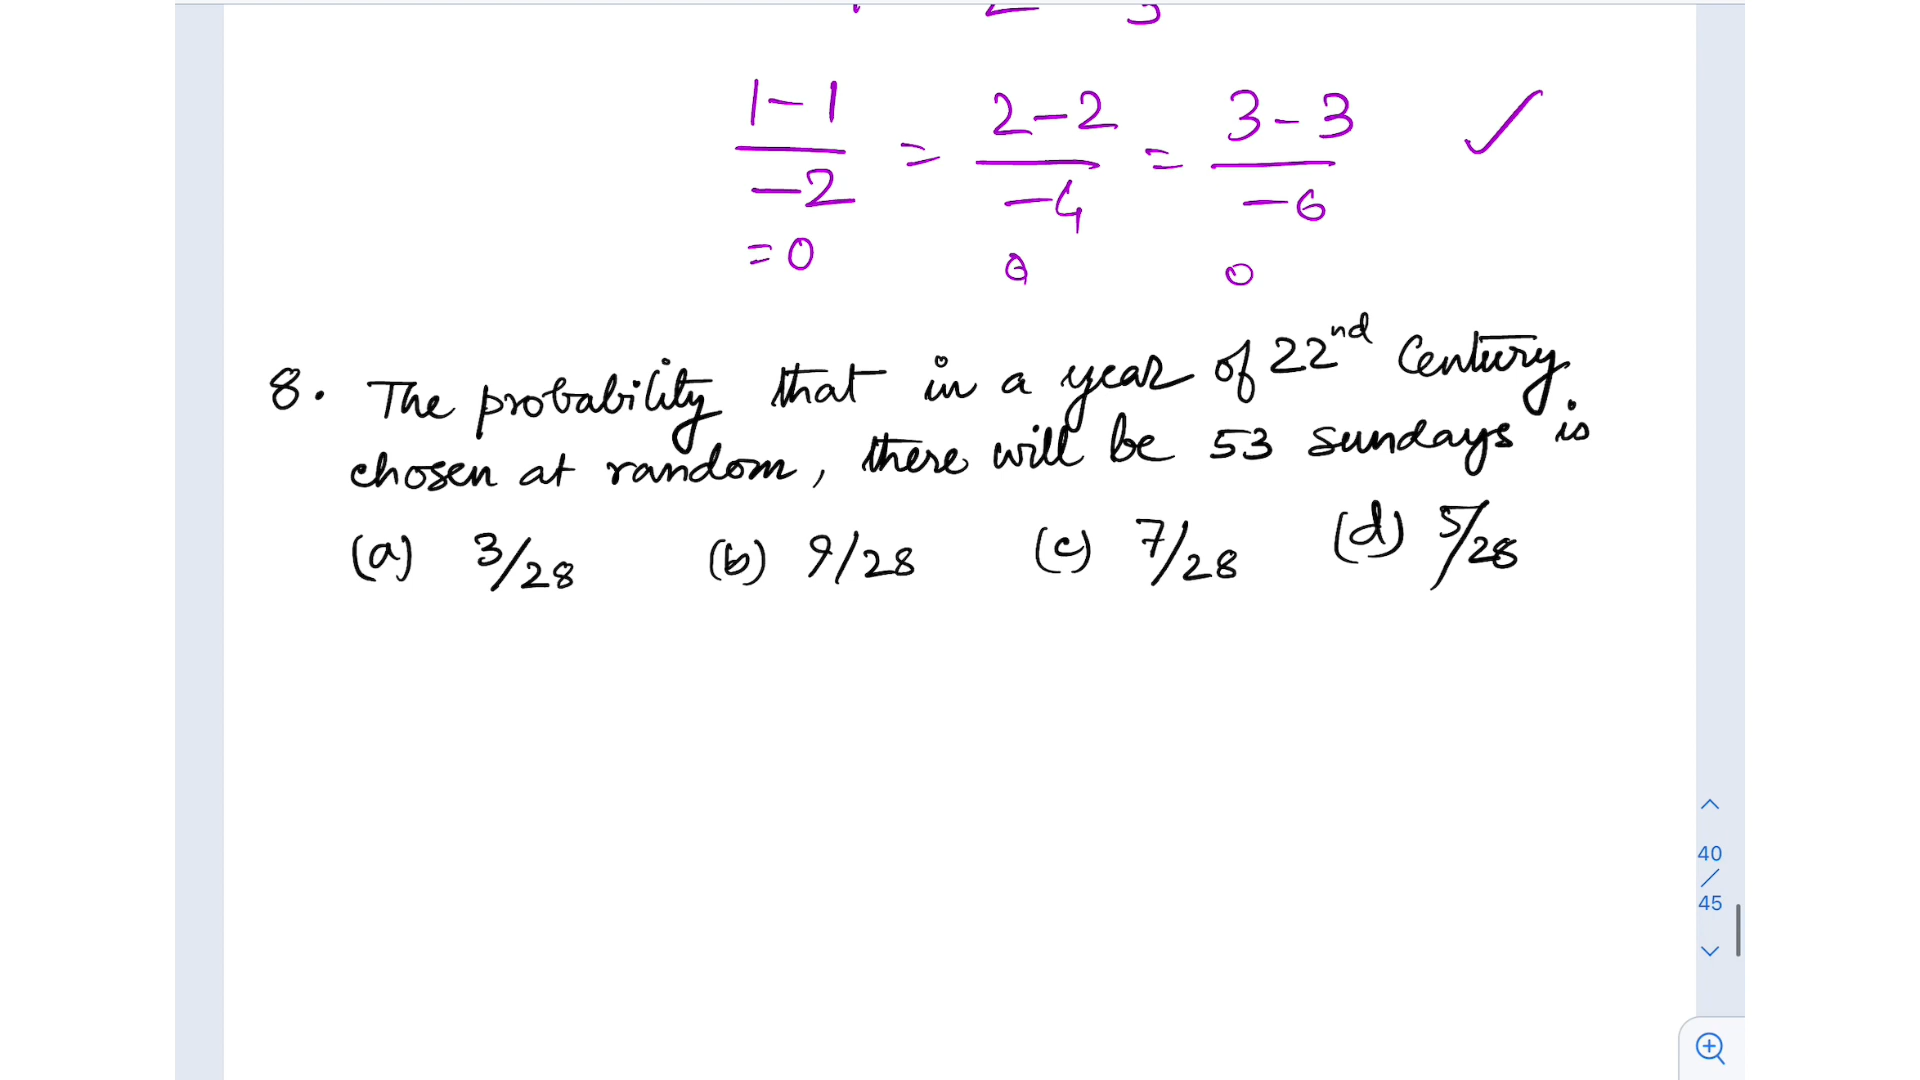 1-1 / -2 = 2-2 / -4 = 3-3 / -6 ✓
=0 0 0
8. The probability that in a year of 22nd Century
chosen at random, there will be 53 sundays is
(a) 3/28 (b) 9/28 (c) 7/28 (d) 5/28
40
/
45